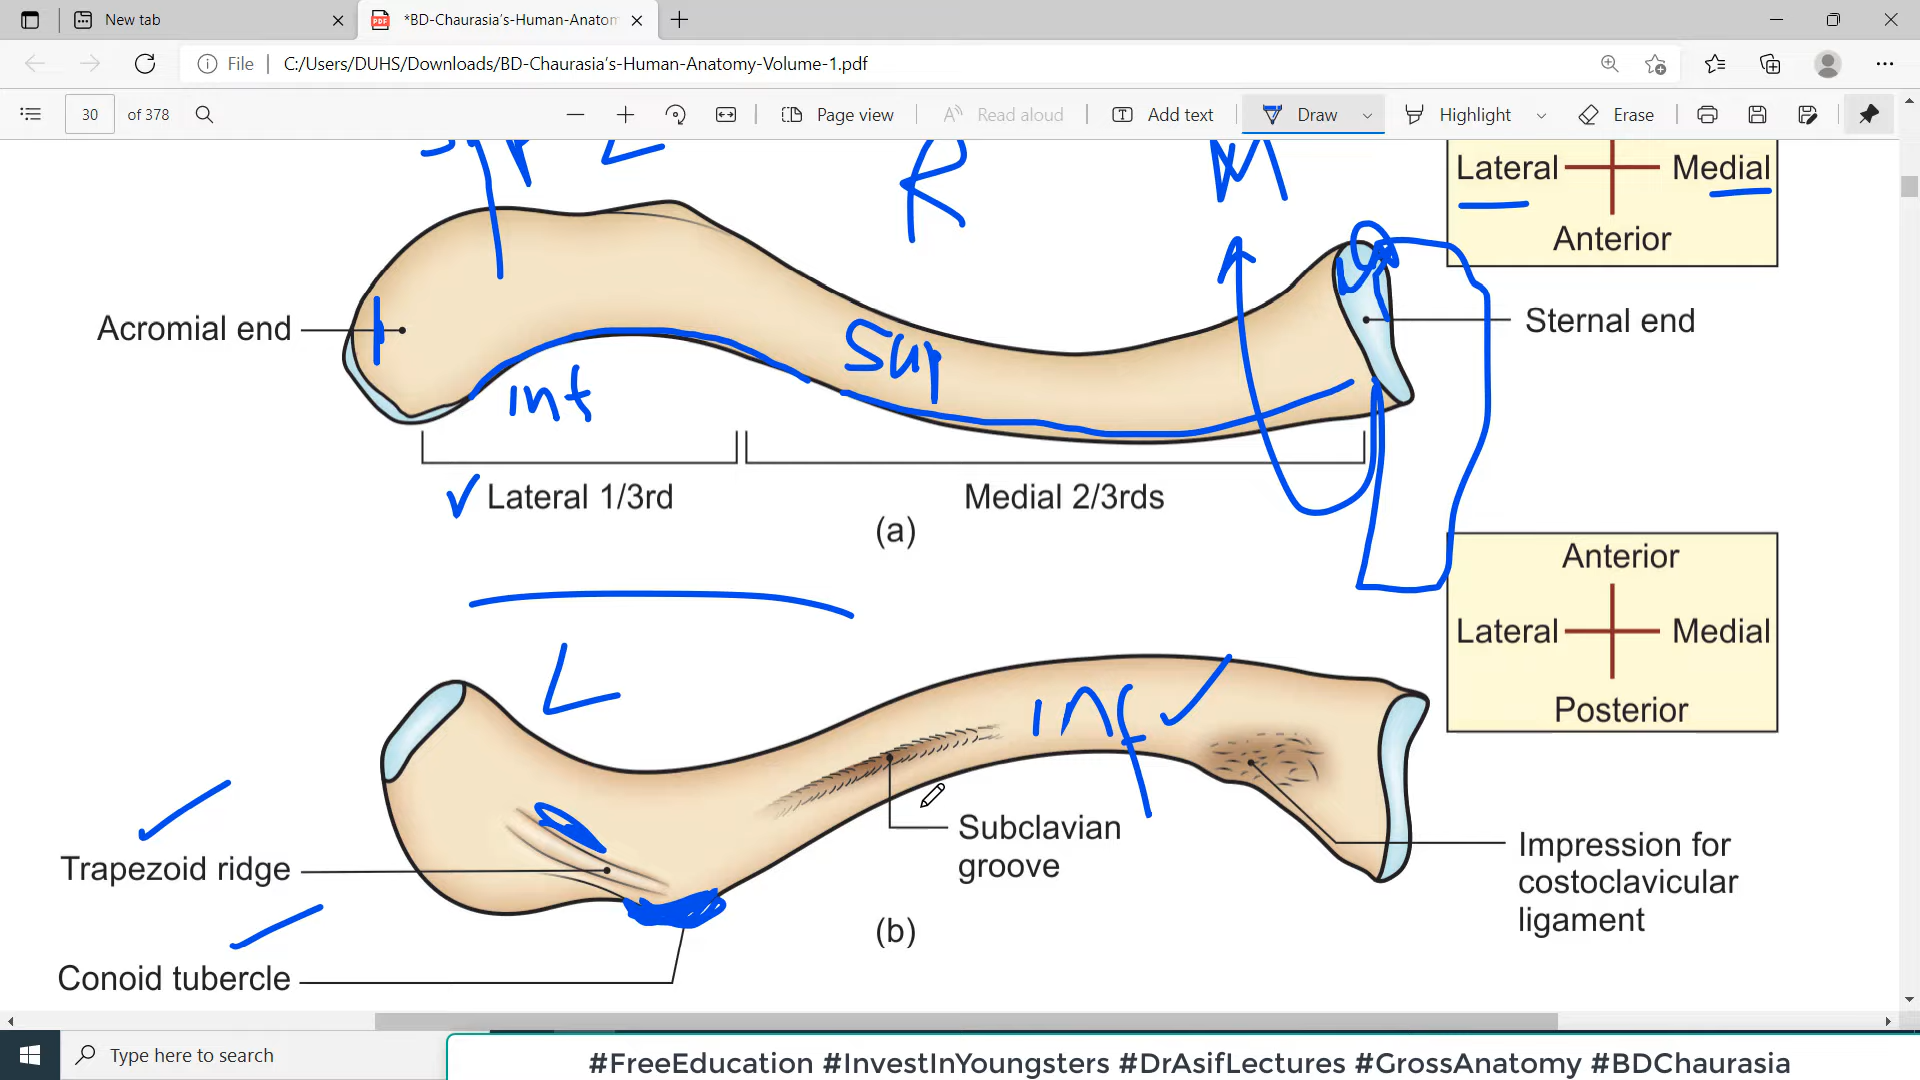 New tab
*BD-Chaurasia's-Human-Anatom
File C:/Users/DUHS/Downloads/BD-Chaurasia's-Human-Anatomy-Volume-1.pdf
30 of 378 Page view Read aloud Add text Draw Highlight Erase
L R M
Lateral Medial
Anterior
Acromial end
Sup
Sternal end
Inf
Lateral 1/3rd
Medial 2/3rds
(a)
Anterior
Lateral Medial
Posterior
L
Inf
Subclavian
groove
Trapezoid ridge
Impression for
costoclavicular
ligament
(b)
Conoid tubercle
Type here to search
#FreeEducation #InvestInYoungsters #DrAsifLectures #GrossAnatomy #BDChaurasia